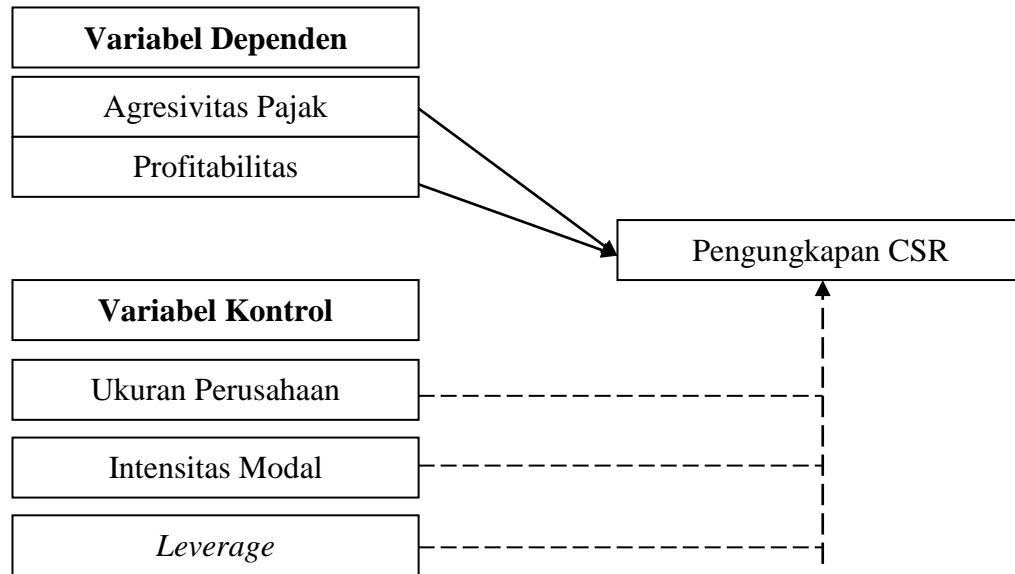 Variabel Dependen
Agresivitas Pajak
Profitabilitas
Pengungkapan CSR
Variabel Kontrol
Ukuran Perusahaan
Intensitas Modal
Leverage